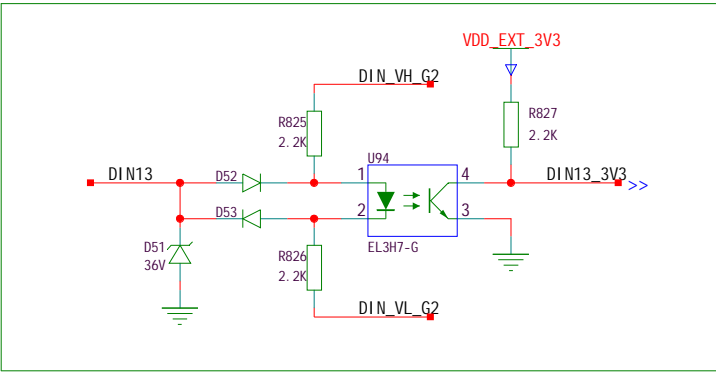 VDD_EXT_3V3
DIN_VH_G2
R825
2.2K
R827
2.2K
U94
DIN13
D52
1
4
DIN13_3V3
>>
D53
2
3
D51
36V
R826
2.2K
EL3H7-G
DIN_VL_G2